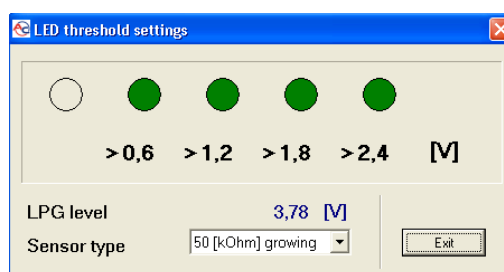 LED threshold settings
>0,6 >1,2 >1,8 >2,4 [V]
LPG level 3,78 [V]
Sensor type 50 [kOhm] growing Exit